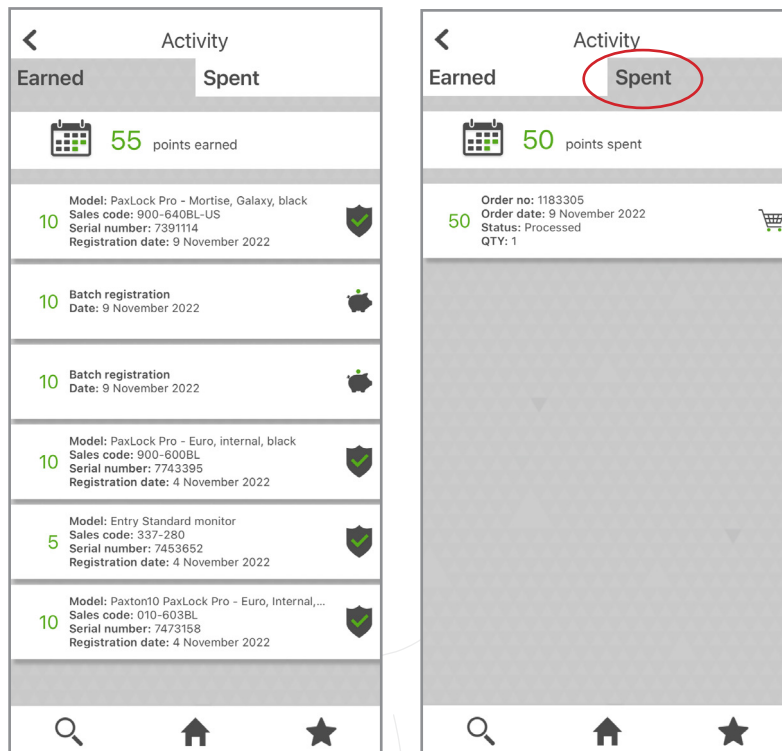 Activity
Earned
Spent
55 points earned
10
Model: PaxLock Pro - Mortise, Galaxy, black
Sales code: 900-640BL-US
Serial number: 7391114
Registration date: 9 November 2022
10
Batch registration
Date: 9 November 2022
10
Batch registration
Date: 9 November 2022
10
Model: PaxLock Pro - Euro, internal, black
Sales code: 900-600BL
Serial number: 7743395
Registration date: 4 November 2022
5
Model: Entry Standard monitor
Sales code: 337-280
Serial number: 7453652
Registration date: 4 November 2022
10
Model: Paxton10 PaxLock Pro - Euro, Internal,...
Sales code: 010-603BL
Serial number: 7473158
Registration date: 4 November 2022
Activity
Earned
Spent
50 points spent
50
Order no: 1183305
Order date: 9 November 2022
Status: Processed
QTY: 1